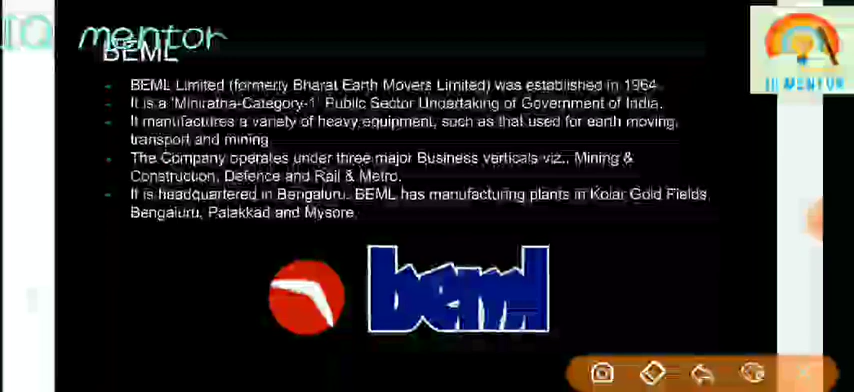 IQ mentor
BEML
- BEML Limited (formerly Bharat Earth Movers Limited) was established in 1964.
- It is a 'Miniratna-Category-1' Public Sector Undertaking of Government of India.
- It manufactures a variety of heavy equipment, such as that used for earth moving,
transport and mining
- The Company operates under three major Business verticals viz., Mining &
Construction, Defence and Rail & Metro.
- It is headquartered in Bengaluru. BEML has manufacturing plants in Kolar Gold Fields,
Bengaluru, Palakkad and Mysore.
beml
IQ MENTOR